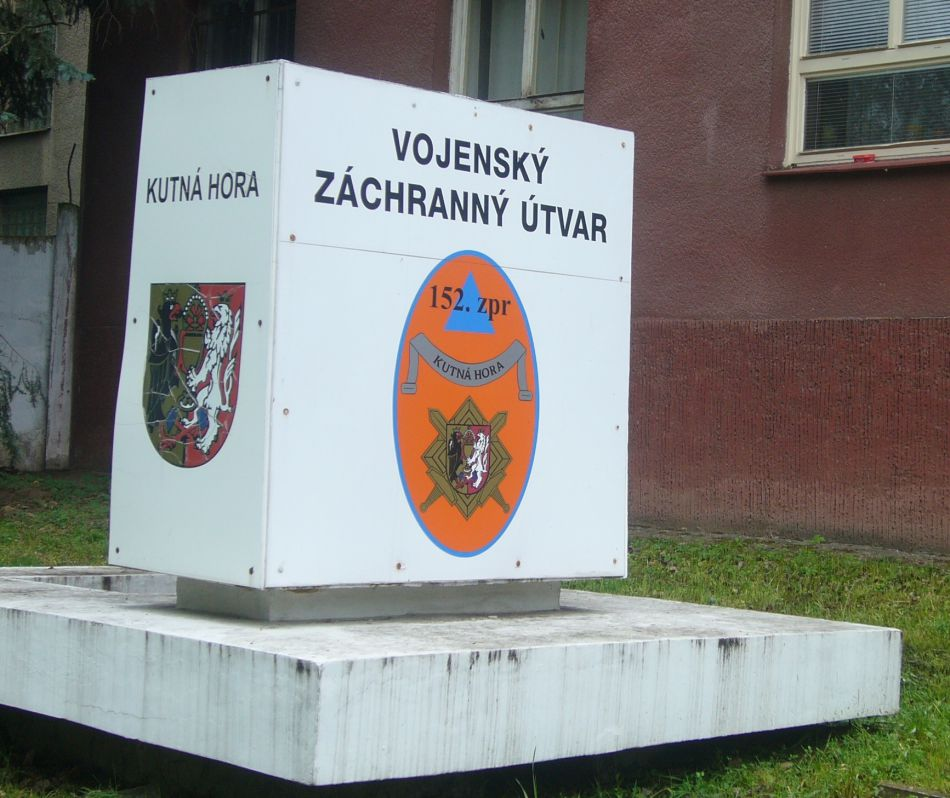 KUTNÁ HORA
VOJENSKÝ
ZÁCHRANNÝ ÚTVAR
152. zpr
KUTNÁ HORA